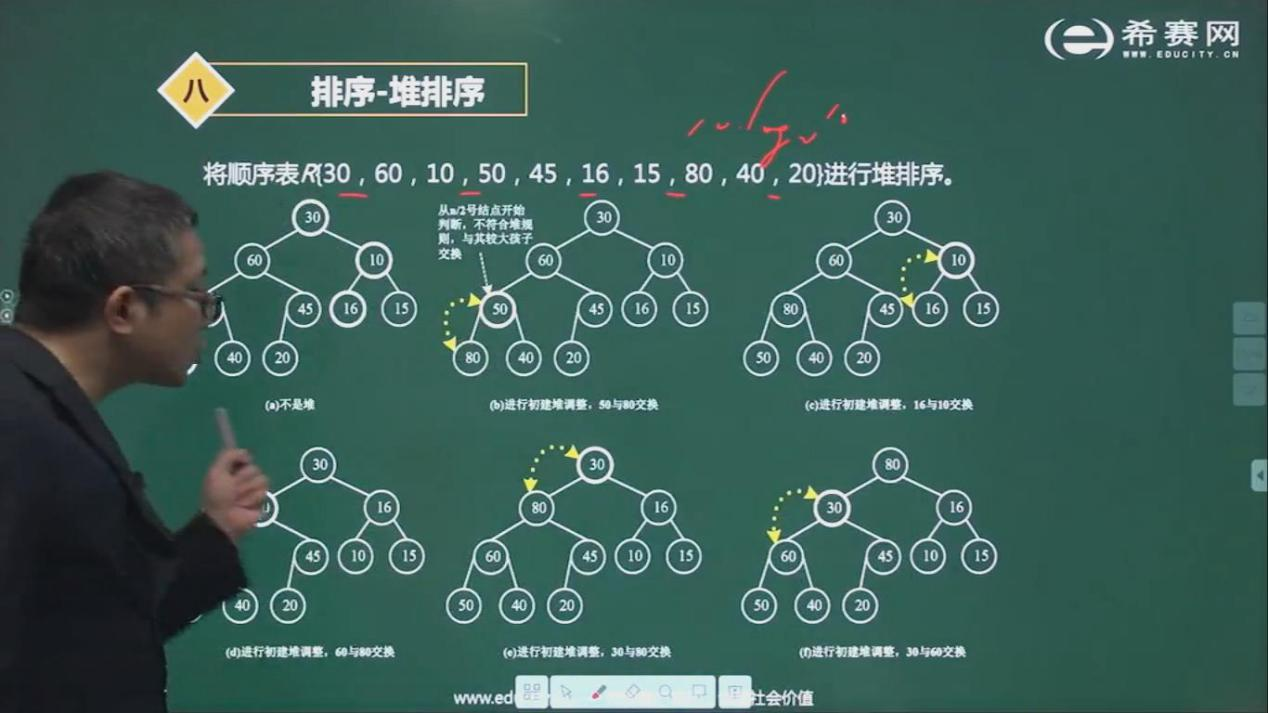 希赛网
WWW.EDUCITY.CN
八
排序-堆排序
将顺序表R{30，60，10，50，45，16，15，80，40，20}进行堆排序。
从n/2号结点开始
判断，不符合堆规
则，与其较大孩子
交换
30
60 10
45 16 15
40 20
(a)不是堆
30
60 10
50 45 16 15
80 40 20
(b)进行初建堆调整，50与80交换
30
60 10
80 45 16 15
50 40 20
(c)进行初建堆调整，16与10交换
30
16
45 10 15
40 20
(d)进行初建堆调整，60与80交换
30
80 16
60 45 10 15
50 40 20
(e)进行初建堆调整，30与80交换
80
30 16
60 45 10 15
50 40 20
(f)进行初建堆调整，30与60交换
www.edu
社会价值